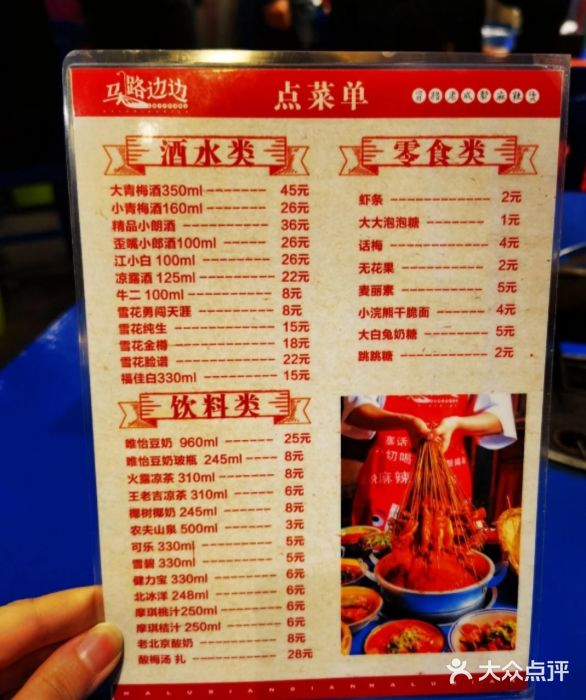 马路边边
点菜单
酒水类
大青梅酒350ml 45元
小青梅酒160ml 26元
精品小朗酒 36元
歪嘴小郎酒100ml 26元
江小白 100ml 26元
凉露酒 125ml 22元
牛二 100ml 8元
雪花勇闯天涯 8元
雪花纯生 15元
雪花金樽 18元
雪花脸谱 22元
福佳白330ml 15元
零食类
虾条 2元
大大泡泡糖 1元
话梅 4元
无花果 2元
麦丽素 5元
小浣熊干脆面 4元
大白兔奶糖 5元
跳跳糖 2元
饮料类
唯怡豆奶 960ml 25元
唯怡豆奶玻瓶 245ml 8元
火露凉茶 310ml 8元
王老吉凉茶 310ml 6元
椰树椰奶 245ml 8元
农夫山泉 500ml 3元
可乐 330ml 5元
雪碧 330ml 5元
健力宝 330ml 6元
北冰洋 248ml 6元
摩琪桃汁250ml 6元
摩琪桔汁 250ml 6元
老北京酸奶 8元
酸梅汤 扎 28元
大众点评